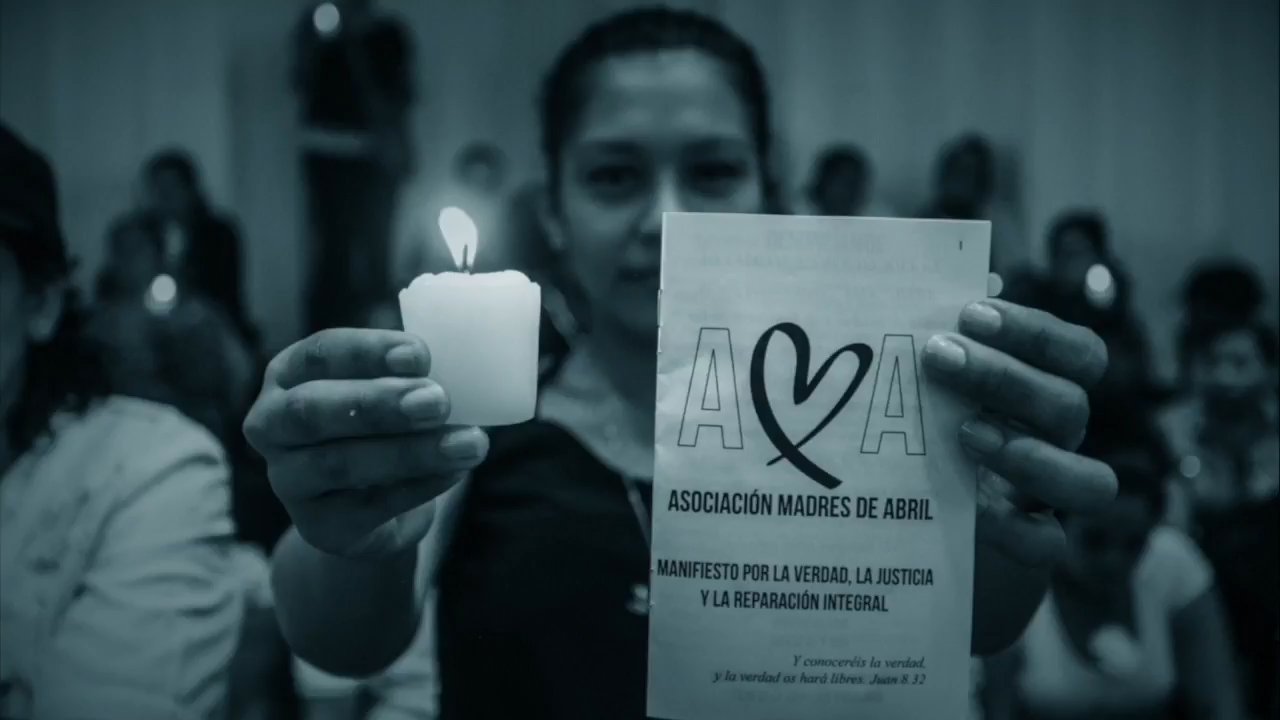 1
A A
ASOCIACIÓN MADRES DE ABRIL
MANIFIESTO POR LA VERDAD, LA JUSTICIA
Y LA REPARACIÓN INTEGRAL
Y conoceréis la verdad,
y la verdad os hará libres. Juan 8.32